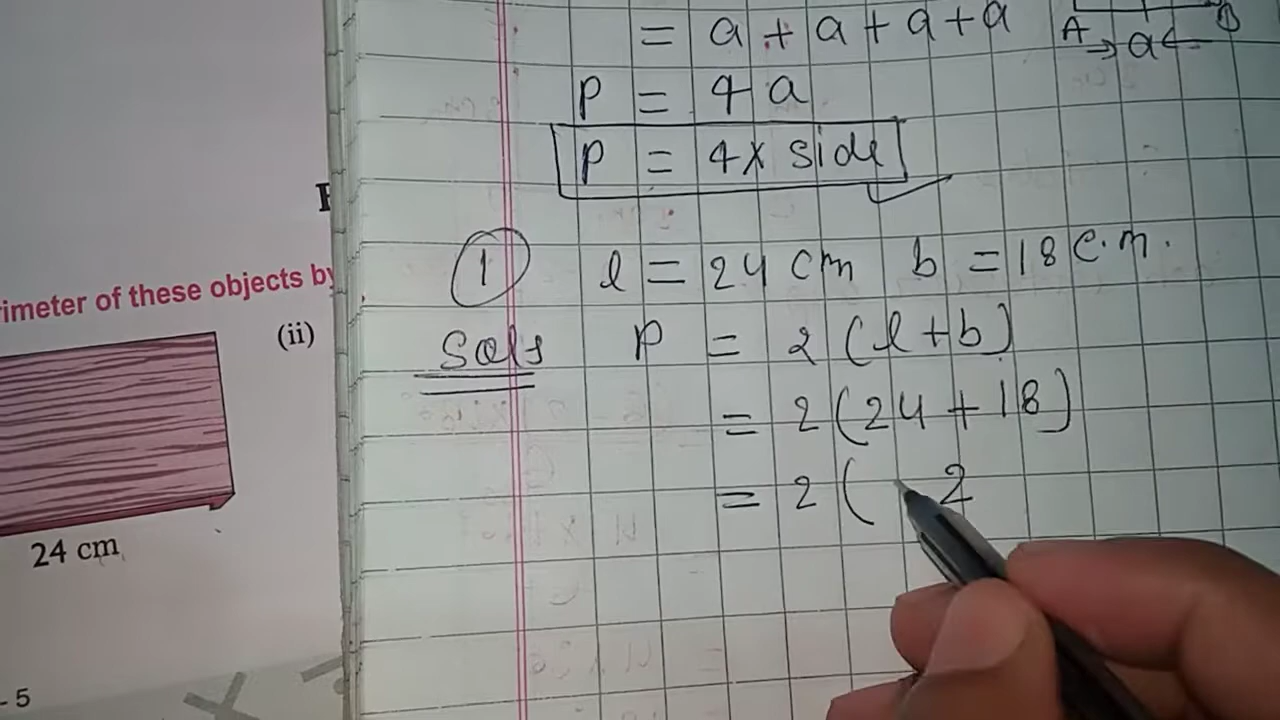 = a + a + a + a
A → a ←
P = 4 a
P = 4 x side
① l = 24 cm b = 18 c.m.
rimeter of these objects by
(ii)
Sols P = 2 (l + b)
= 2 (24 + 18)
= 2 ( 2
24 cm
- 5